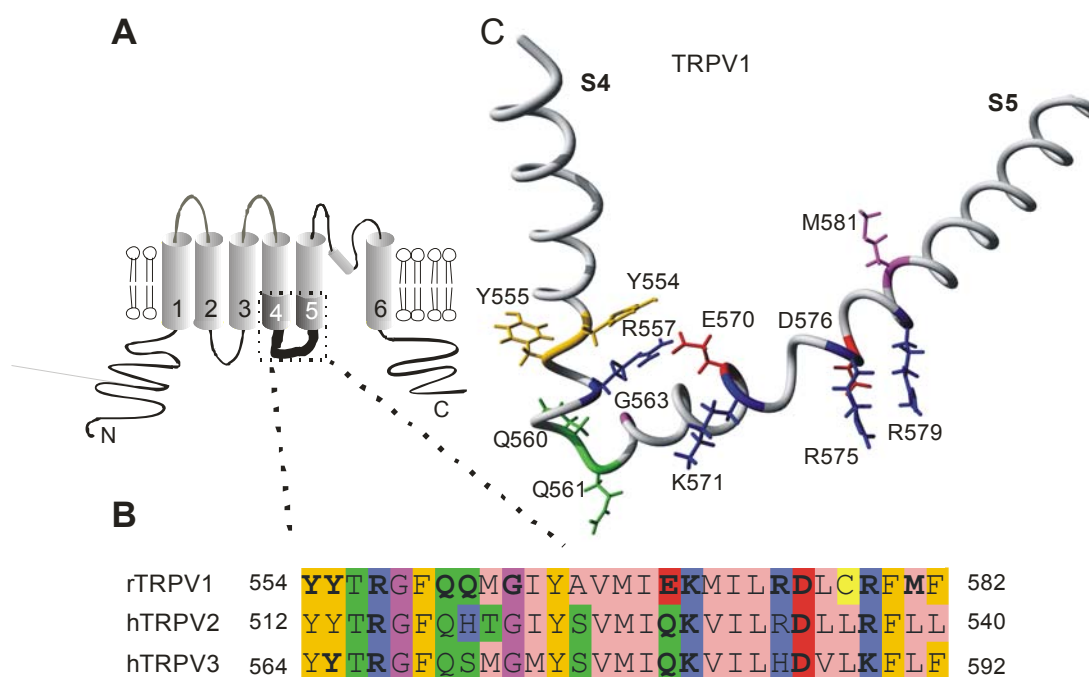 A
C
TRPV1
S4
S5
M581
Y555
Y554
R557
E570
D576
G563
Q560
Q561
K571
R575
R579
1 2 3 4 5 6
N
C
B
rTRPV1 554 YYTRGFQQMGIYAVMIEKMILRDLCRFMF 582
hTRPV2 512 YYTRGFQHTGIYSVMIQKVILRDLLRFLL 540
hTRPV3 564 YYTRGFQSMGMYSVMIQKVILHDVLKFLF 592